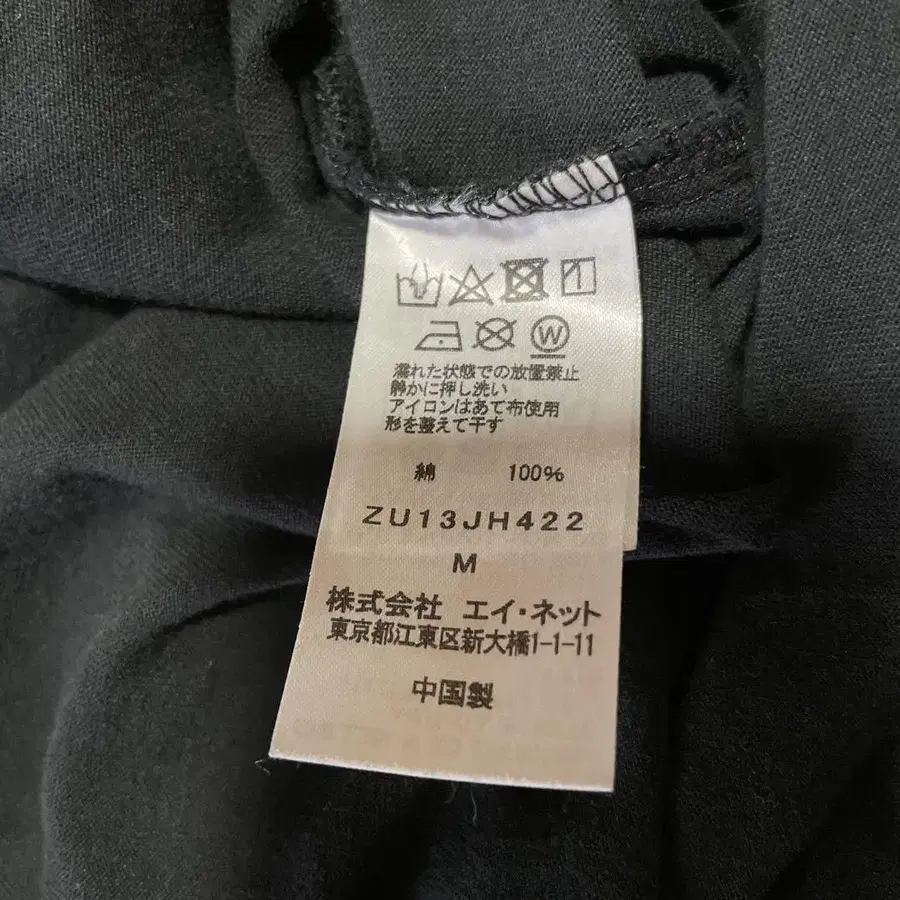 W
濡れた状態での放置禁止
静かに押し洗い
アイロンはあて布使用
形を整えて干す
綿 100%
ZU13JH422
M
株式会社 エイ・ネット
東京都江東区新大橋1-1-11
中国製